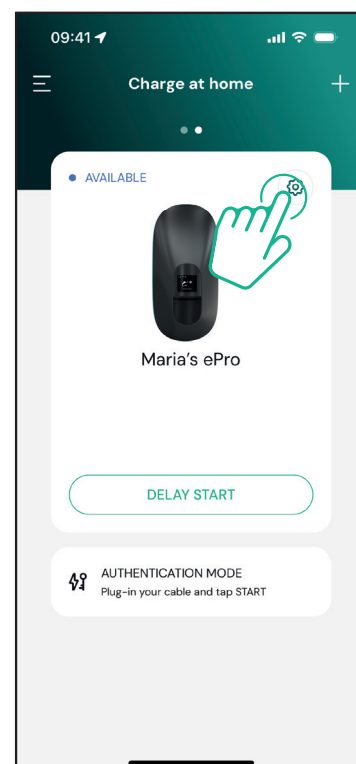 09:41
Charge at home
AVAILABLE
Maria's ePro
DELAY START
AUTHENTICATION MODE
Plug-in your cable and tap START